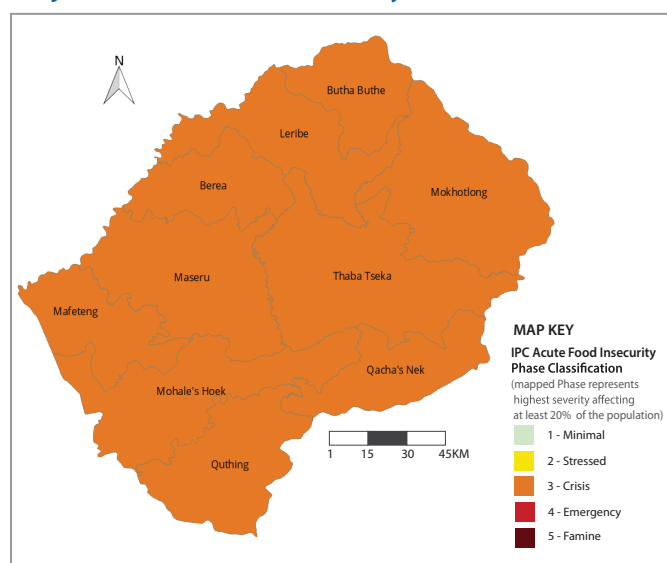 N
Butha Buthe
Leribe
Berea
Mokhotlong
Maseru
Thaba Tseka
Mafeteng
Qacha's Nek
Mohale's Hoek
Quthing
1 15 30 45KM
MAP KEY
IPC Acute Food Insecurity
Phase Classification
(mapped Phase represents
highest severity affecting
at least 20% of the population)
1 - Minimal
2 - Stressed
3 - Crisis
4 - Emergency
5 - Famine